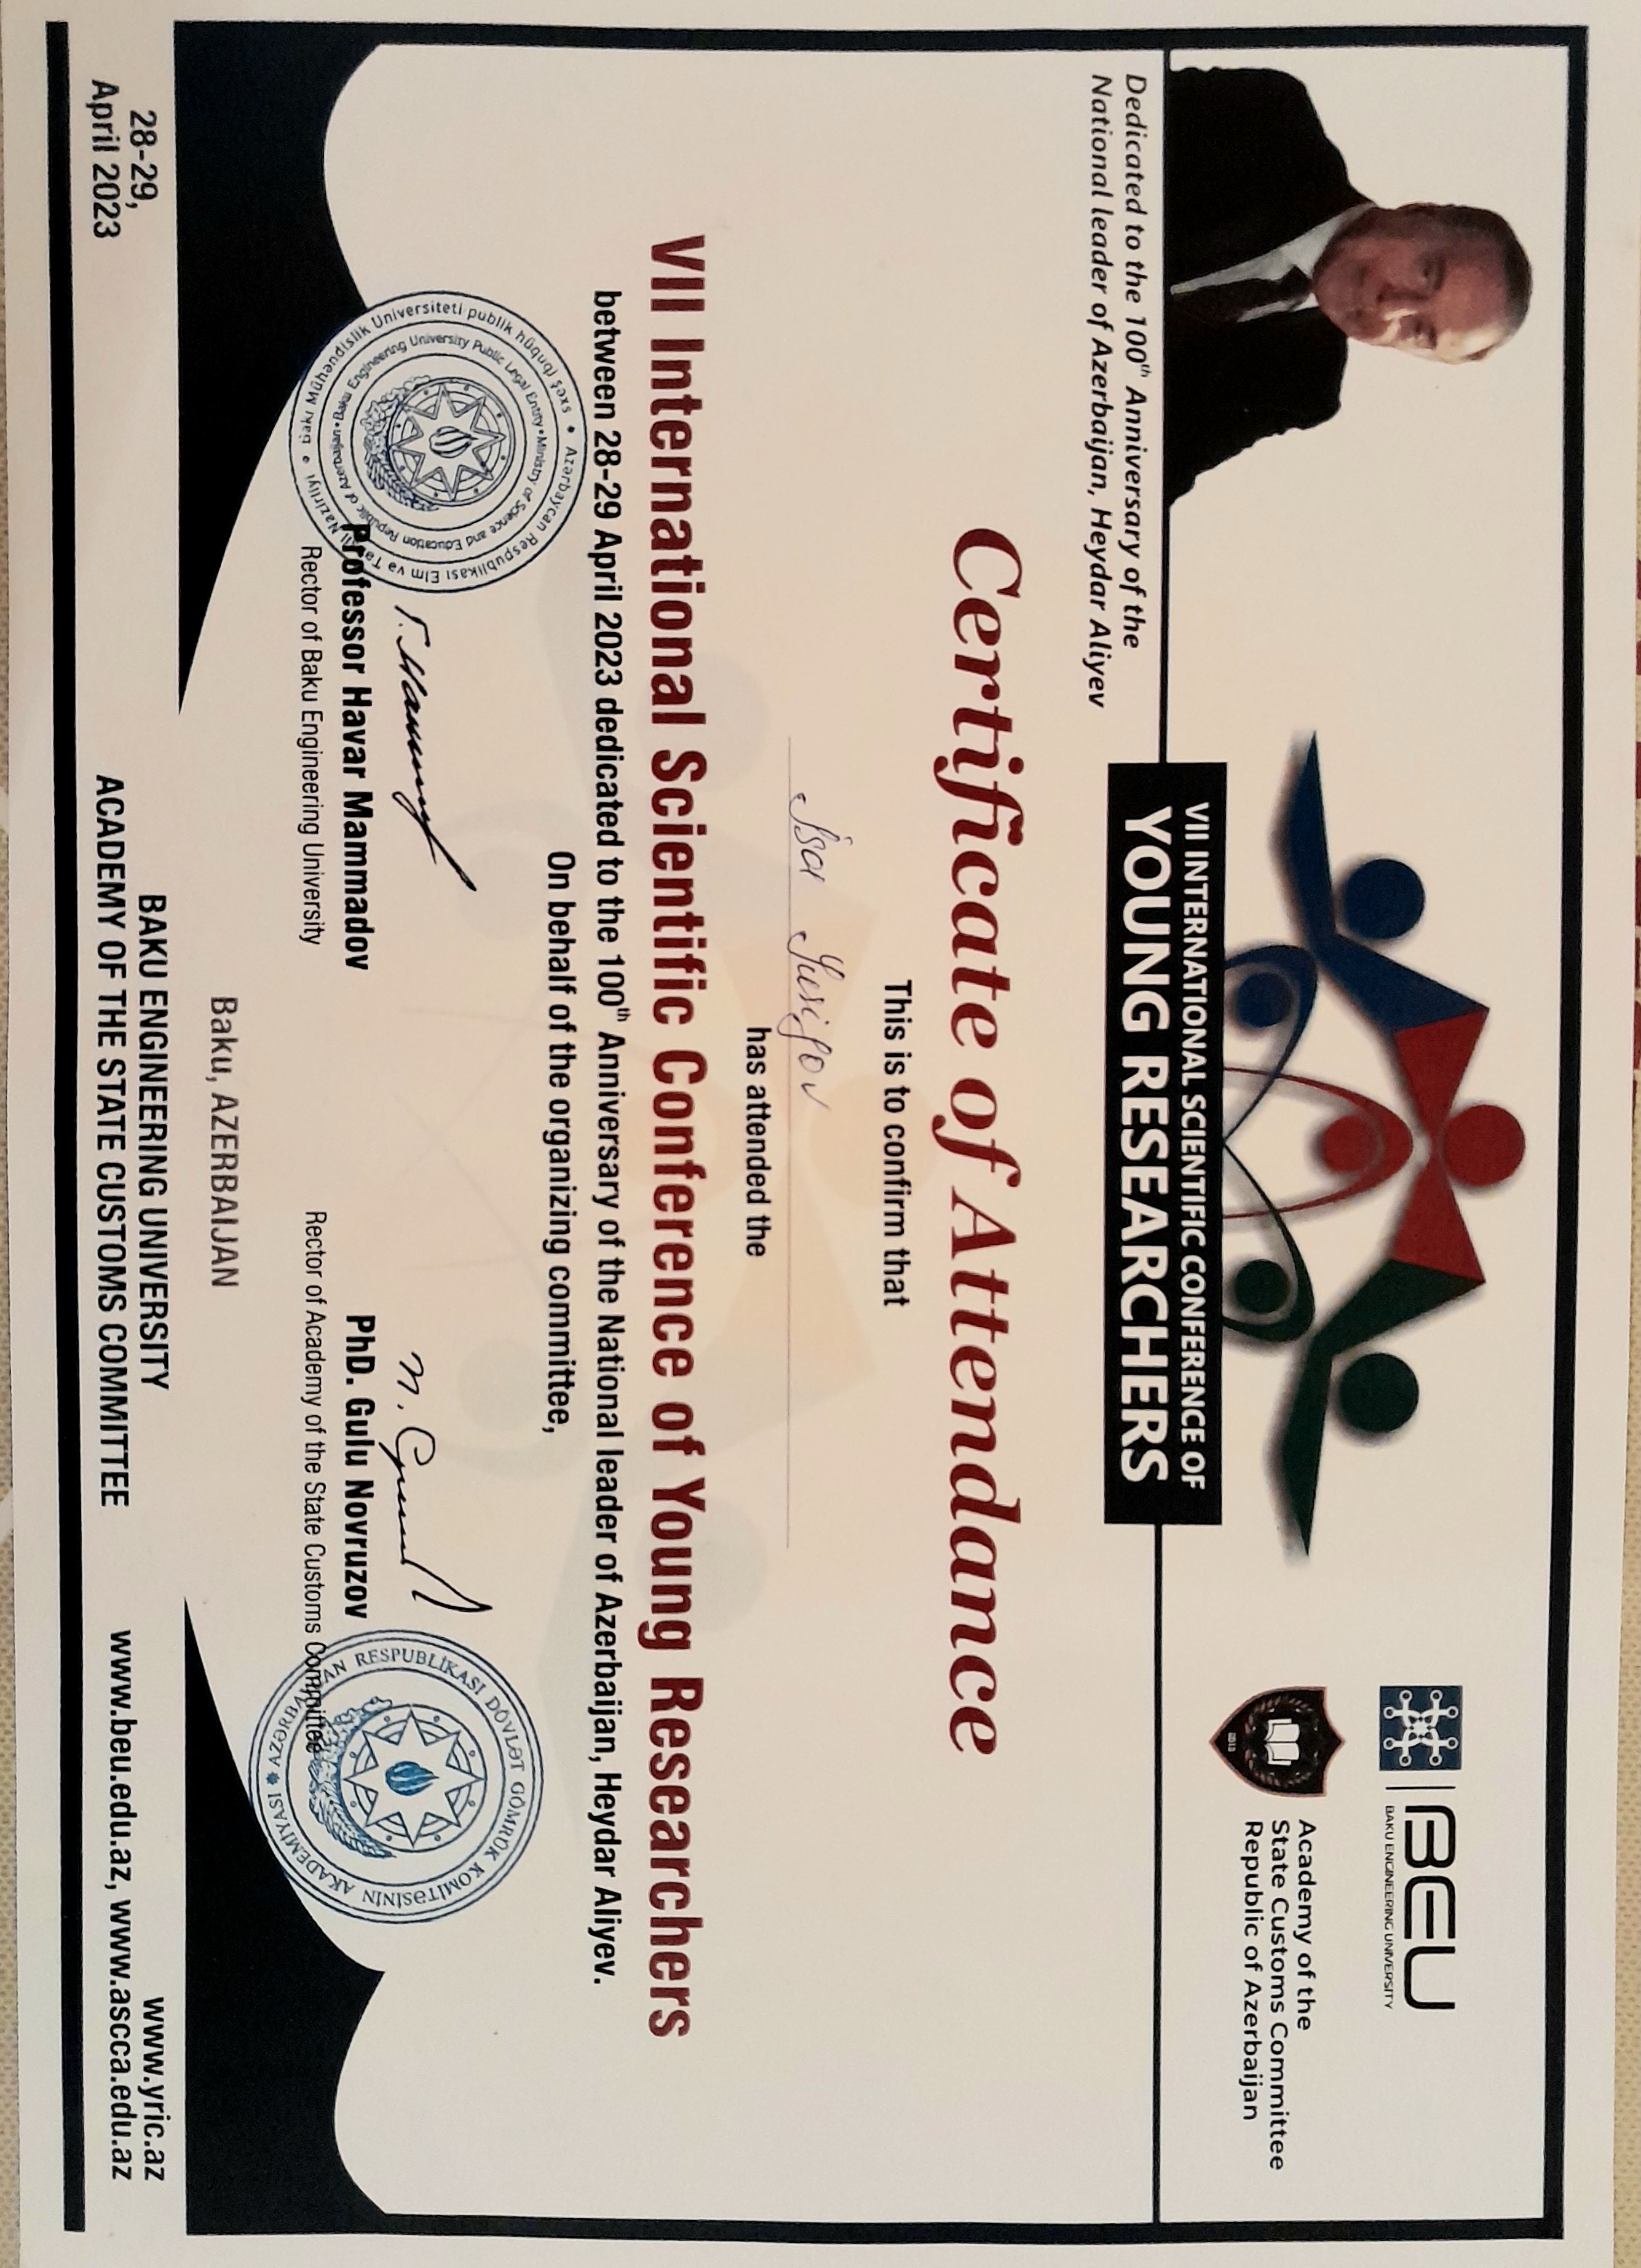 BEU
BAKU ENGINEERING UNIVERSITY
Academy of the
State Customs Committee
Republic of Azerbaijan
VII INTERNATIONAL SCIENTIFIC CONFERENCE OF
YOUNG RESEARCHERS
Dedicated to the 100th Anniversary of the
National leader of Azerbaijan, Heydar Aliyev
Certificate of Attendance
This is to confirm that
İsa Yusifov
has attended the
VII International Scientific Conference of Young Researchers
between 28-29 April 2023 dedicated to the 100th Anniversary of the National leader of Azerbaijan, Heydar Aliyev.
On behalf of the organizing committee,
Azərbaycan Respublikası Elm və Təhsil Nazirliyi • Bakı Mühəndislik Universiteti publik hüquqi şəxs •
Ministry of Science and Education Republic of Azerbaijan • Baku Engineering University Public Legal Entity •
AZƏRBAYCAN RESPUBLİKASI DÖVLƏT GÖMRÜK KOMİTƏSİNİN AKADEMİYASI
Professor Havar Mammadov
Rector of Baku Engineering University
PhD. Gulu Novruzov
Rector of Academy of the State Customs Committee
Baku, AZERBAIJAN
28-29,
April 2023
BAKU ENGINEERING UNIVERSITY
ACADEMY OF THE STATE CUSTOMS COMMITTEE
www.yric.az
www.beu.edu.az, www.ascca.edu.az